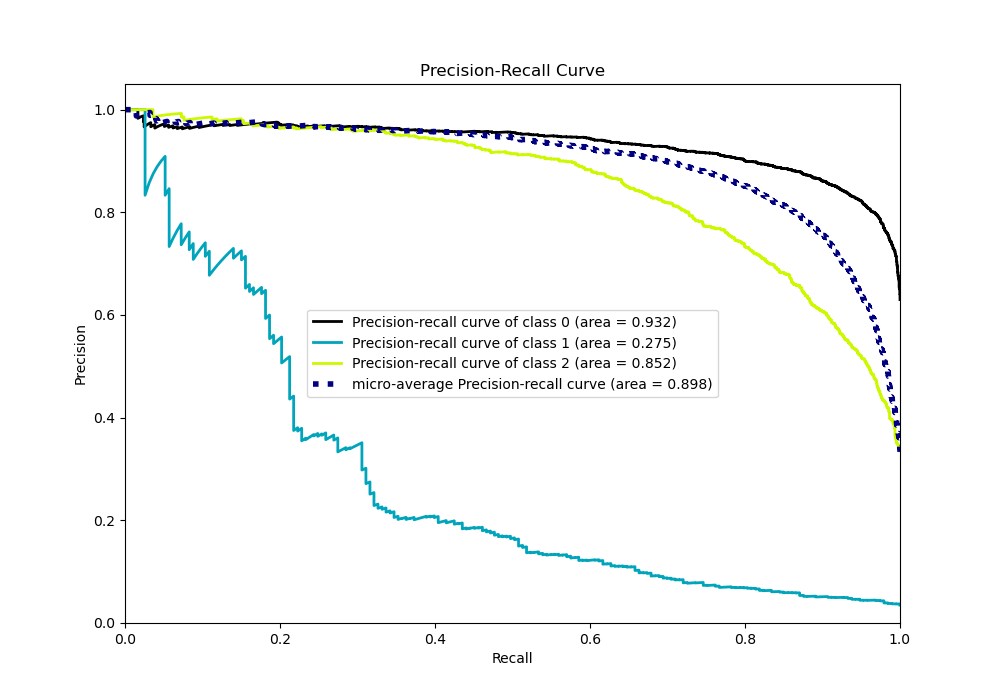 Precision-Recall Curve
1.0
0.8
0.6
0.4
0.2
0.0
Precision
Precision-recall curve of class 0 (area = 0.932)
Precision-recall curve of class 1 (area = 0.275)
Precision-recall curve of class 2 (area = 0.852)
micro-average Precision-recall curve (area = 0.898)
0.0 0.2 0.4 0.6 0.8 1.0
Recall